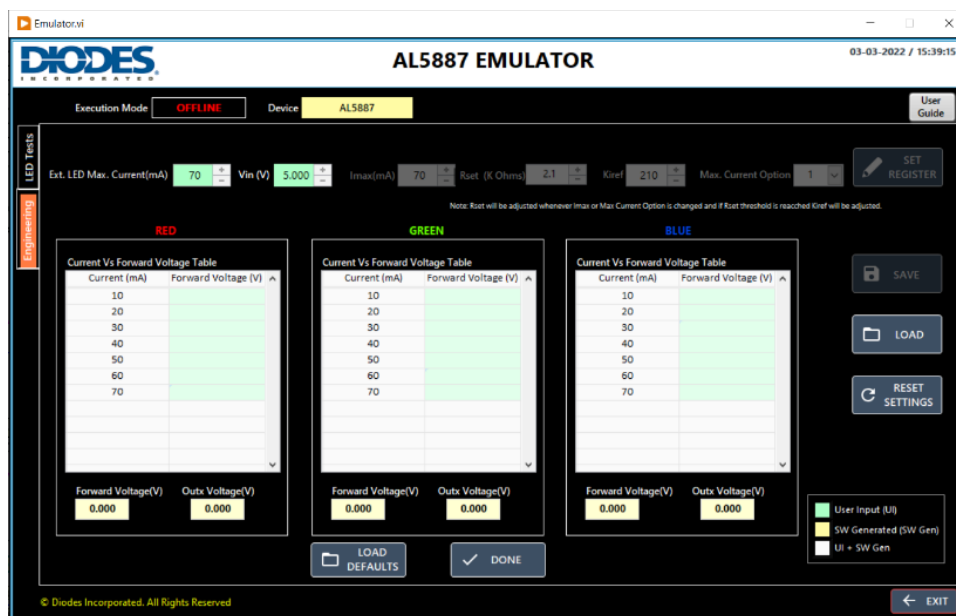 Emulator.vi
DIODES
INCORPORATED
AL5887 EMULATOR
03-03-2022 / 15:39:15
Execution Mode OFFLINE Device AL5887
User Guide
LED Tests
Engineering
Ext. LED Max. Current(mA) 70 Vin (V) 5.000 Imax(mA) 70 Rset (K Ohms) 2.1 Kiref 210 Max. Current Option 1
SET REGISTER
Note: Rset will be adjusted whenever Imax or Max Current Option is changed and if Rset threshold is reacched Kiref will be adjusted.
RED
Current Vs Forward Voltage Table
Current (mA) Forward Voltage (V)
10
20
30
40
50
60
70
Forward Voltage(V) Outx Voltage(V)
0.000 0.000
GREEN
Current Vs Forward Voltage Table
Current (mA) Forward Voltage (V)
10
20
30
40
50
60
70
Forward Voltage(V) Outx Voltage(V)
0.000 0.000
BLUE
Current Vs Forward Voltage Table
Current (mA) Forward Voltage (V)
10
20
30
40
50
60
70
Forward Voltage(V) Outx Voltage(V)
0.000 0.000
SAVE
LOAD
RESET
SETTINGS
User Input (UI)
SW Generated (SW Gen)
UI + SW Gen
LOAD
DEFAULTS
DONE
© Diodes Incorporated. All Rights Reserved
EXIT